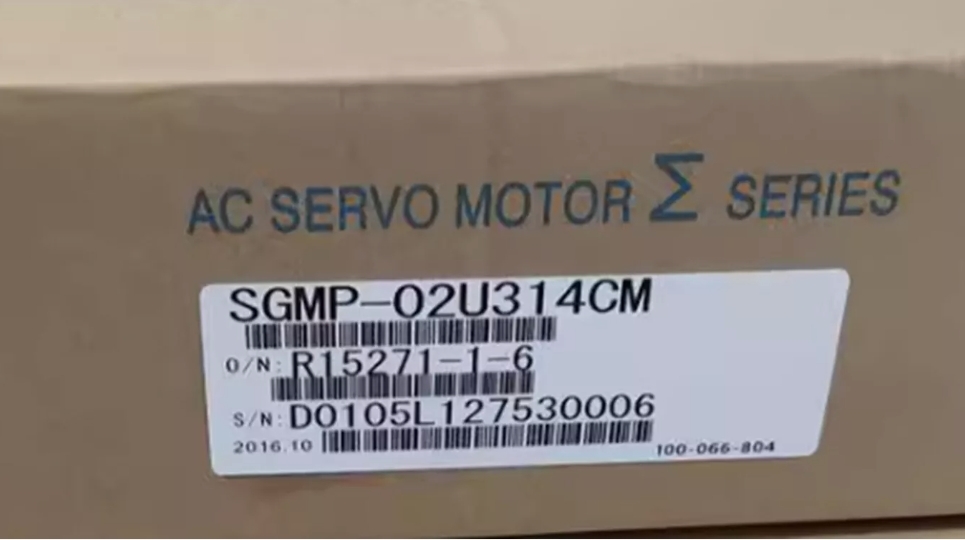 AC SERVO MOTOR Σ SERIES
SGMP-02U314CM
O/N: R15271-1-6
S/N: D0105L127530006
2016.10
100-066-804